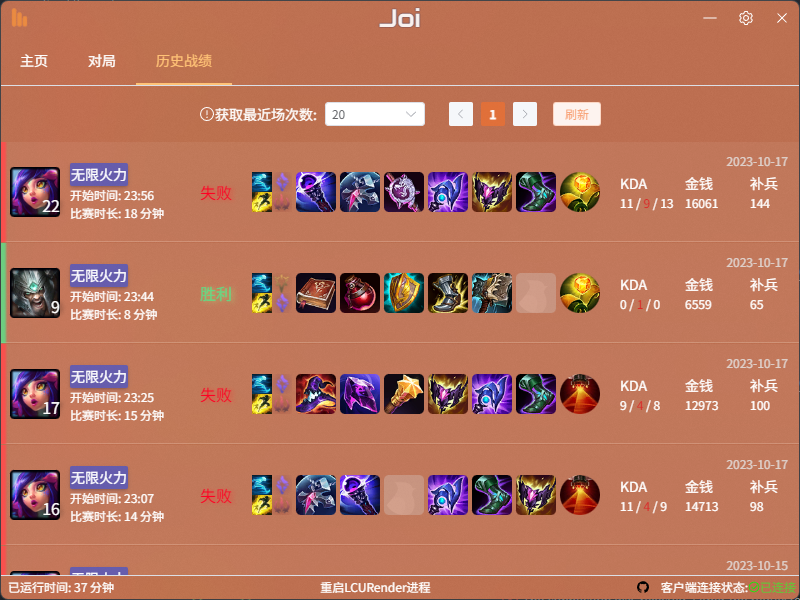 Joi
主页 对局 历史战绩
获取最近场次数: 20 1 刷新
2023-10-17
22 无限火力 失败 KDA 金钱 补兵
开始时间: 23:56 11 / 9 / 13 16061 144
比赛时长: 18 分钟
2023-10-17
9 无限火力 胜利 KDA 金钱 补兵
开始时间: 23:44 0 / 1 / 0 6559 65
比赛时长: 8 分钟
2023-10-17
17 无限火力 失败 KDA 金钱 补兵
开始时间: 23:25 9 / 4 / 8 12973 100
比赛时长: 15 分钟
2023-10-17
16 无限火力 失败 KDA 金钱 补兵
开始时间: 23:07 11 / 4 / 9 14713 98
比赛时长: 14 分钟
2023-10-15
无限火力
已运行时间: 37 分钟 重启LCURender进程 客户端连接状态: 已连接